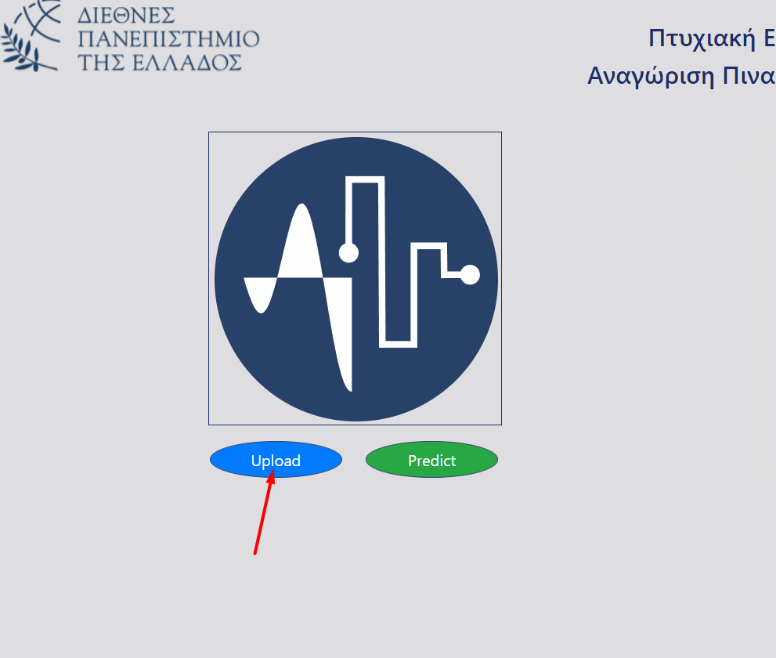 ΔΙΕΘΝΕΣ
ΠΑΝΕΠΙΣΤΗΜΙΟ
ΤΗΣ ΕΛΛΑΔΟΣ
Πτυχιακή Ε
Αναγώριση Πινα
Upload
Predict